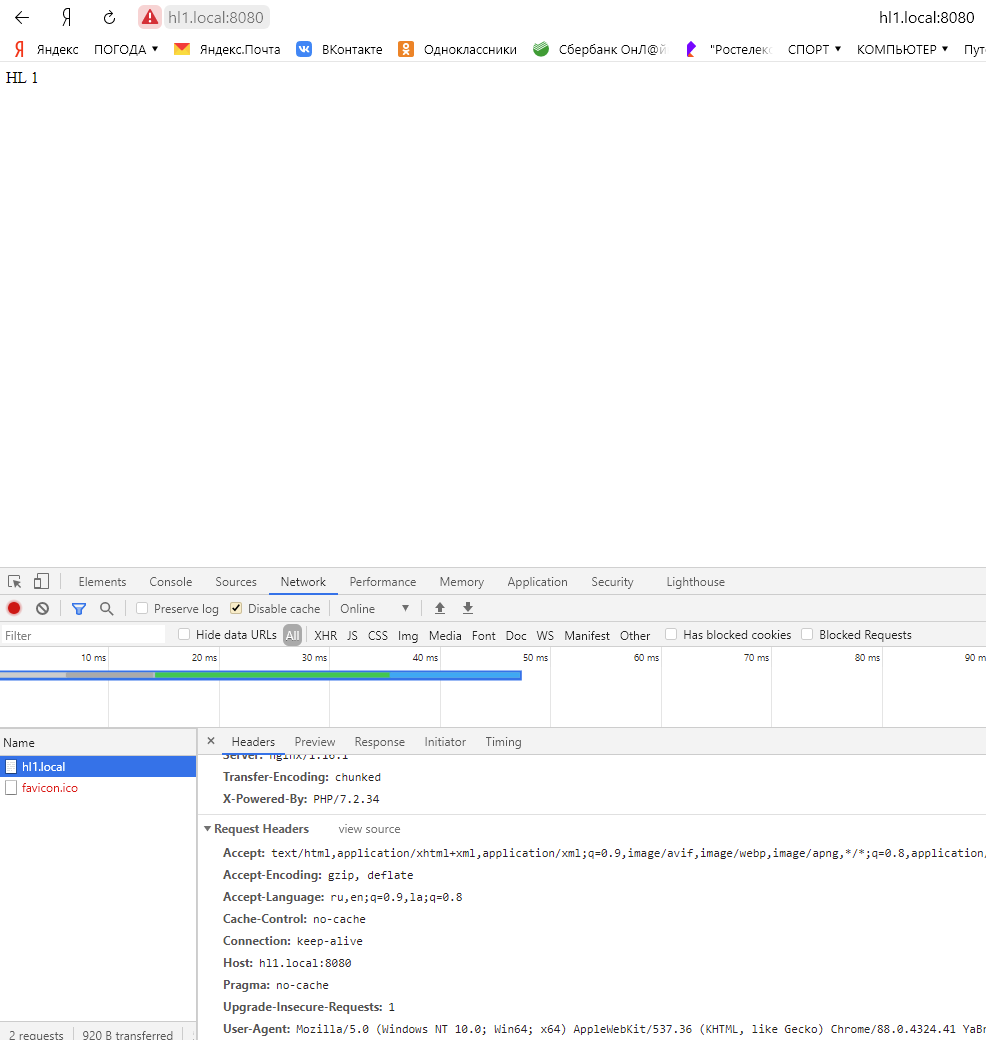 Я hl1.local:8080 hl1.local:8080
Я Яндекс ПОГОДА Яндекс.Почта ВКонтакте Одноклассники Сбербанк ОнЛ@й "Ростелек СПОРТ КОМПЬЮТЕР Пут
HL 1
Elements Console Sources Network Performance Memory Application Security Lighthouse
Preserve log Disable cache Online
Filter Hide data URLs All XHR JS CSS Img Media Font Doc WS Manifest Other Has blocked cookies Blocked Requests
10 ms 20 ms 30 ms 40 ms 50 ms 60 ms 70 ms 80 ms 90 m
Name
hl1.local
favicon.ico
2 requests 920 B transferred
× Headers Preview Response Initiator Timing
Server: nginx/1.16.1
Transfer-Encoding: chunked
X-Powered-By: PHP/7.2.34
Request Headers view source
Accept: text/html,application/xhtml+xml,application/xml;q=0.9,image/avif,image/webp,image/apng,*/*;q=0.8,application,
Accept-Encoding: gzip, deflate
Accept-Language: ru,en;q=0.9,la;q=0.8
Cache-Control: no-cache
Connection: keep-alive
Host: hl1.local:8080
Pragma: no-cache
Upgrade-Insecure-Requests: 1
User-Agent: Mozilla/5.0 (Windows NT 10.0; Win64; x64) AppleWebKit/537.36 (KHTML, like Gecko) Chrome/88.0.4324.41 YaBr